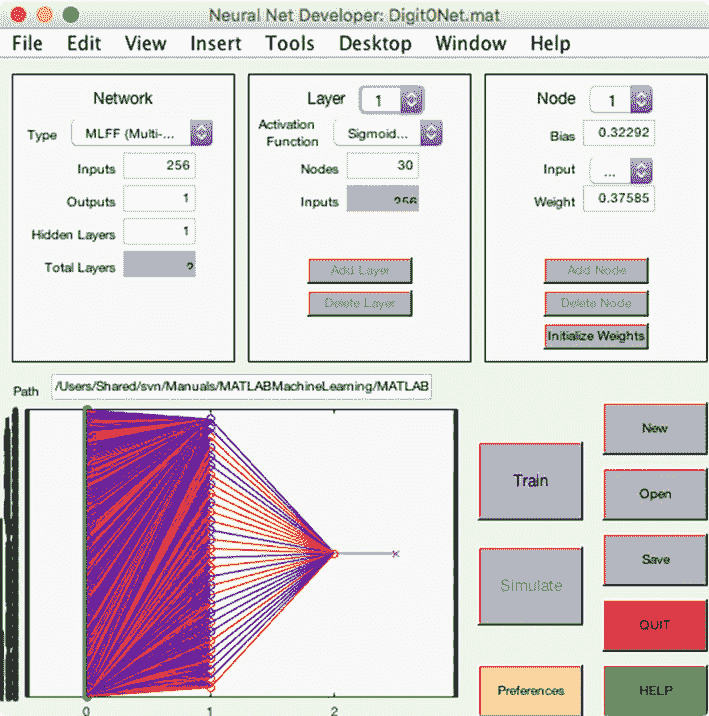 Neural Net Developer: Digit0Net.mat
File Edit View Insert Tools Desktop Window Help
Network
Type MLFF (Multi-...
Inputs 256
Outputs 1
Hidden Layers 1
Total Layers
Layer 1
Activation Function Sigmoid...
Nodes 30
Inputs 256
Add Layer
Delete Layer
Node 1
Bias 0.32292
Input ...
Weight 0.37585
Add Node
Delete Node
Initialize Weights
Path /Users/Shared/svn/Manuals/MATLABMachineLearning/MATLAB
0 1 2
Train
Simulate
Preferences
New
Open
Save
QUIT
HELP